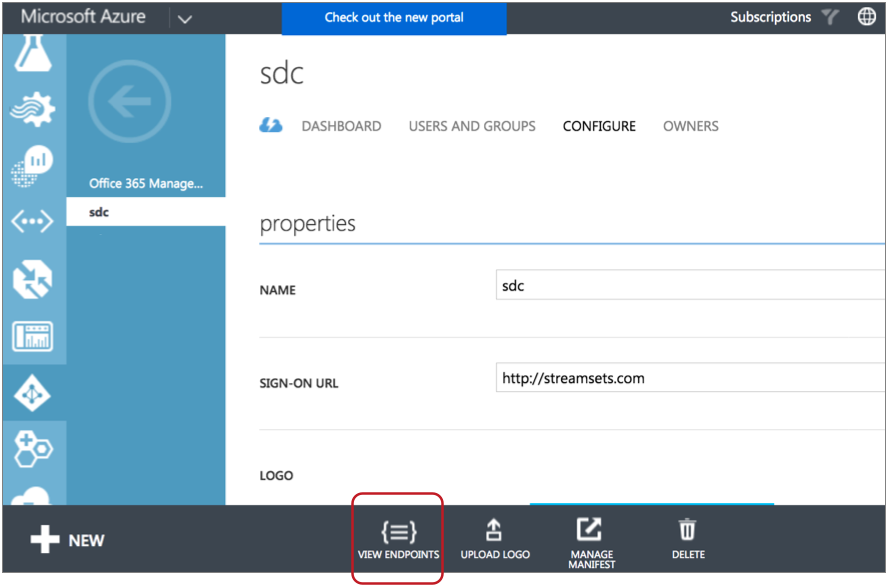 Microsoft Azure
Check out the new portal
Subscriptions
sdc
DASHBOARD USERS AND GROUPS CONFIGURE OWNERS
Office 365 Manage...
sdc
properties
NAME
sdc
SIGN-ON URL
http://streamsets.com
LOGO
NEW
VIEW ENDPOINTS
UPLOAD LOGO
MANAGE
MANIFEST
DELETE